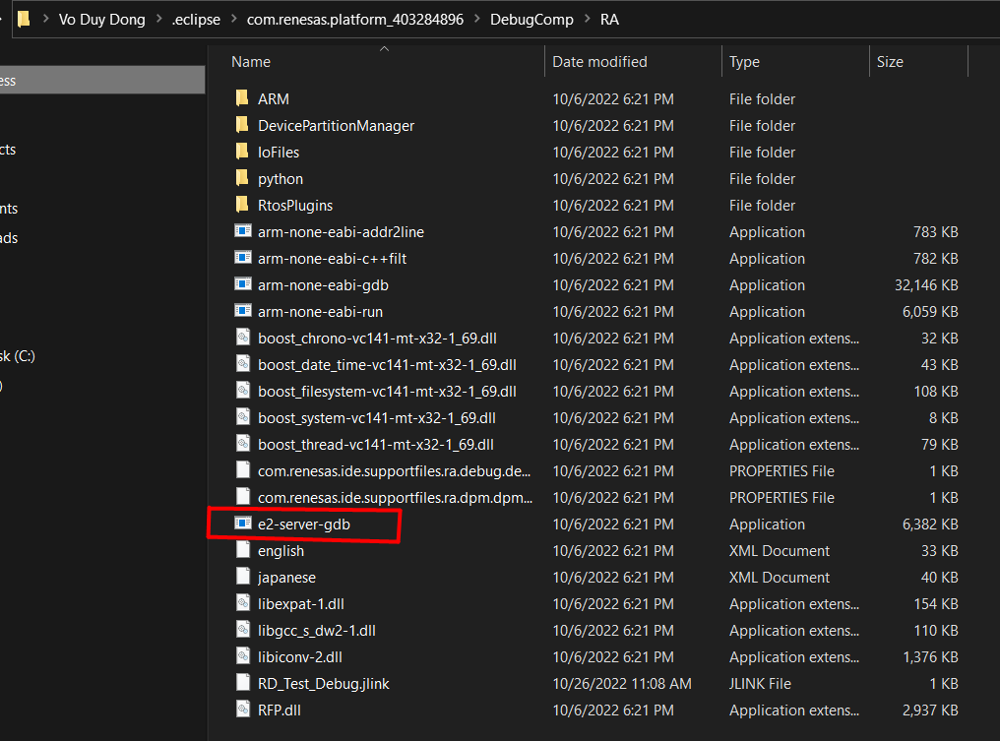 Vo Duy Dong > .eclipse > com.renesas.platform_403284896 > DebugComp > RA
Name Date modified Type Size
ess
cts
nts
ads
sk (C:)
)
ARM 10/6/2022 6:21 PM File folder
DevicePartitionManager 10/6/2022 6:21 PM File folder
IoFiles 10/6/2022 6:21 PM File folder
python 10/6/2022 6:21 PM File folder
RtosPlugins 10/6/2022 6:21 PM File folder
arm-none-eabi-addr2line 10/6/2022 6:21 PM Application 783 KB
arm-none-eabi-c++filt 10/6/2022 6:21 PM Application 782 KB
arm-none-eabi-gdb 10/6/2022 6:21 PM Application 32,146 KB
arm-none-eabi-run 10/6/2022 6:21 PM Application 6,059 KB
boost_chrono-vc141-mt-x32-1_69.dll 10/6/2022 6:21 PM Application extens... 32 KB
boost_date_time-vc141-mt-x32-1_69.dll 10/6/2022 6:21 PM Application extens... 43 KB
boost_filesystem-vc141-mt-x32-1_69.dll 10/6/2022 6:21 PM Application extens... 108 KB
boost_system-vc141-mt-x32-1_69.dll 10/6/2022 6:21 PM Application extens... 8 KB
boost_thread-vc141-mt-x32-1_69.dll 10/6/2022 6:21 PM Application extens... 79 KB
com.renesas.ide.supportfiles.ra.debug.de... 10/6/2022 6:21 PM PROPERTIES File 1 KB
com.renesas.ide.supportfiles.ra.dpm.dpm... 10/6/2022 6:21 PM PROPERTIES File 1 KB
e2-server-gdb 10/6/2022 6:21 PM Application 6,382 KB
english 10/6/2022 6:21 PM XML Document 33 KB
japanese 10/6/2022 6:21 PM XML Document 40 KB
libexpat-1.dll 10/6/2022 6:21 PM Application extens... 154 KB
libgcc_s_dw2-1.dll 10/6/2022 6:21 PM Application extens... 110 KB
libiconv-2.dll 10/6/2022 6:21 PM Application extens... 1,376 KB
RD_Test_Debug.jlink 10/26/2022 11:08 AM JLINK File 1 KB
RFP.dll 10/6/2022 6:21 PM Application extens... 2,937 KB